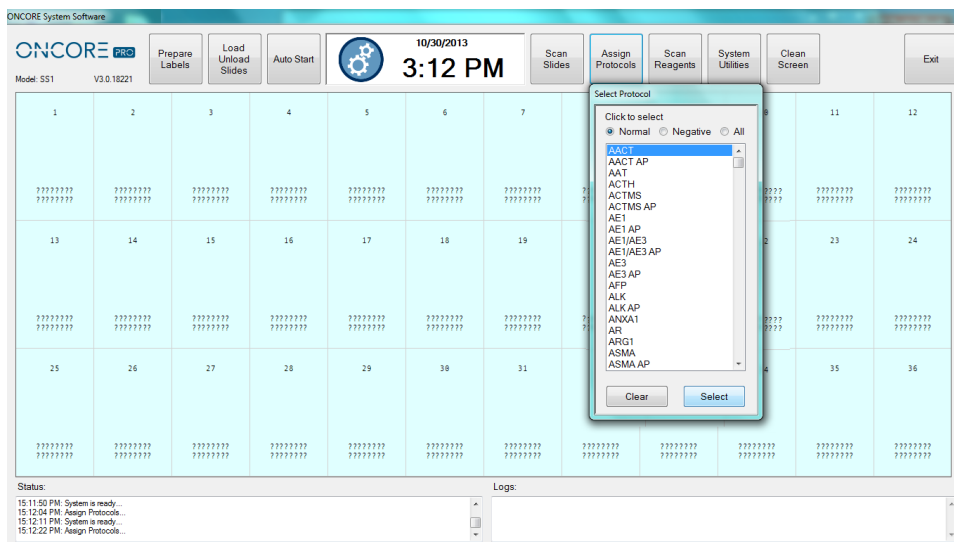 ONCORE System Software
ONCORE PRO
Model: SS1 V3.0.18221
Prepare
Labels
Load
Unload
Slides
Auto Start
10/30/2013
3:12 PM
Scan
Slides
Assign
Protocols
Scan
Reagents
System
Utilities
Clean
Screen
Exit
Select Protocol
Click to select
Normal Negative All
AACT
AACT AP
AAT
ACTH
ACTMS
ACTMS AP
AE1
AE1 AP
AE1/AE3
AE1/AE3 AP
AE3
AE3 AP
AFP
ALK
ALK AP
ANXA1
AR
ARG1
ASMA
ASMA AP
Clear Select
1 2 3 4 5 6 7 11 12
???????? ???????? ???????? ???????? ???????? ???????? ???????? ???????? ????????
???????? ???????? ???????? ???????? ???????? ???????? ???????? ???????? ????????
13 14 15 16 17 18 19 23 24
???????? ???????? ???????? ???????? ???????? ???????? ???????? ???????? ????????
???????? ???????? ???????? ???????? ???????? ???????? ???????? ???????? ????????
25 26 27 28 29 30 31 35 36
???????? ???????? ???????? ???????? ???????? ???????? ???????? ???????? ???????? ???????? ???????? ????????
???????? ???????? ???????? ???????? ???????? ???????? ???????? ???????? ???????? ???????? ???????? ????????
Status:
15:11:50 PM: System is ready...
15:12:04 PM: Assign Protocols...
15:12:11 PM: System is ready...
15:12:22 PM: Assign Protocols...
Logs: